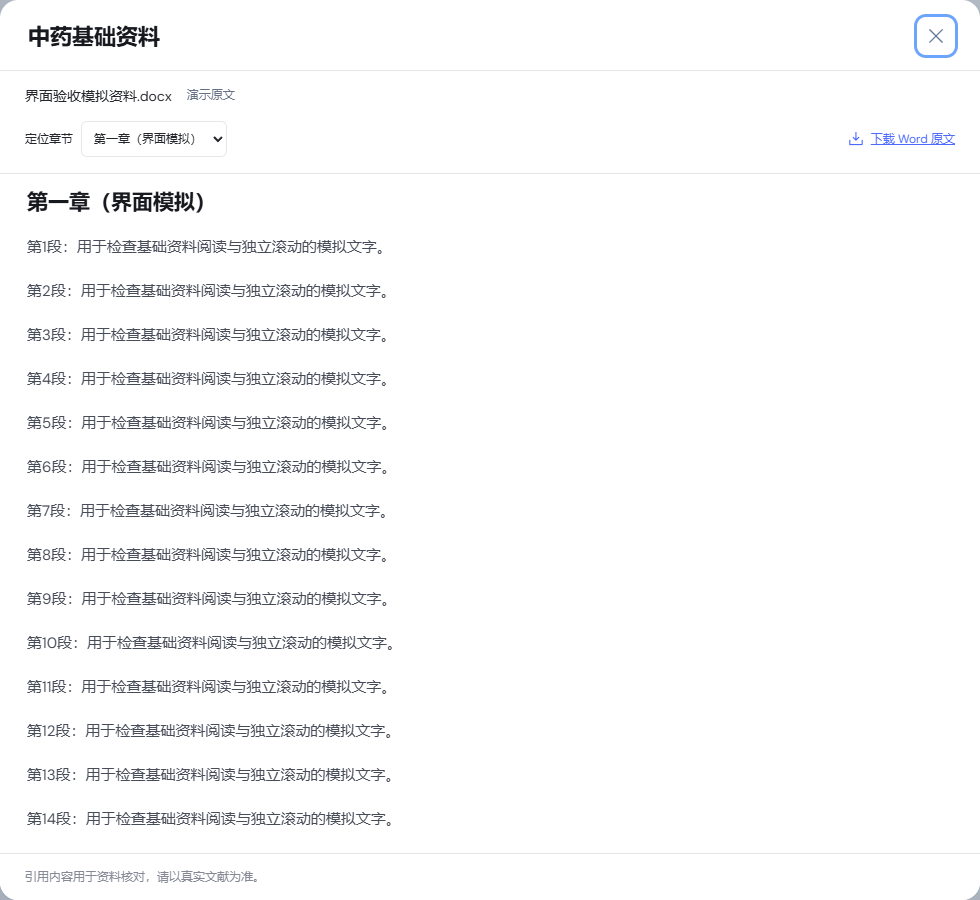 中药基础资料
界面验收模拟资料.docx 演示原文
定位章节 第一章（界面模拟） 下载 Word 原文
第一章（界面模拟）
第1段：用于检查基础资料阅读与独立滚动的模拟文字。
第2段：用于检查基础资料阅读与独立滚动的模拟文字。
第3段：用于检查基础资料阅读与独立滚动的模拟文字。
第4段：用于检查基础资料阅读与独立滚动的模拟文字。
第5段：用于检查基础资料阅读与独立滚动的模拟文字。
第6段：用于检查基础资料阅读与独立滚动的模拟文字。
第7段：用于检查基础资料阅读与独立滚动的模拟文字。
第8段：用于检查基础资料阅读与独立滚动的模拟文字。
第9段：用于检查基础资料阅读与独立滚动的模拟文字。
第10段：用于检查基础资料阅读与独立滚动的模拟文字。
第11段：用于检查基础资料阅读与独立滚动的模拟文字。
第12段：用于检查基础资料阅读与独立滚动的模拟文字。
第13段：用于检查基础资料阅读与独立滚动的模拟文字。
第14段：用于检查基础资料阅读与独立滚动的模拟文字。
引用内容用于资料核对，请以真实文献为准。